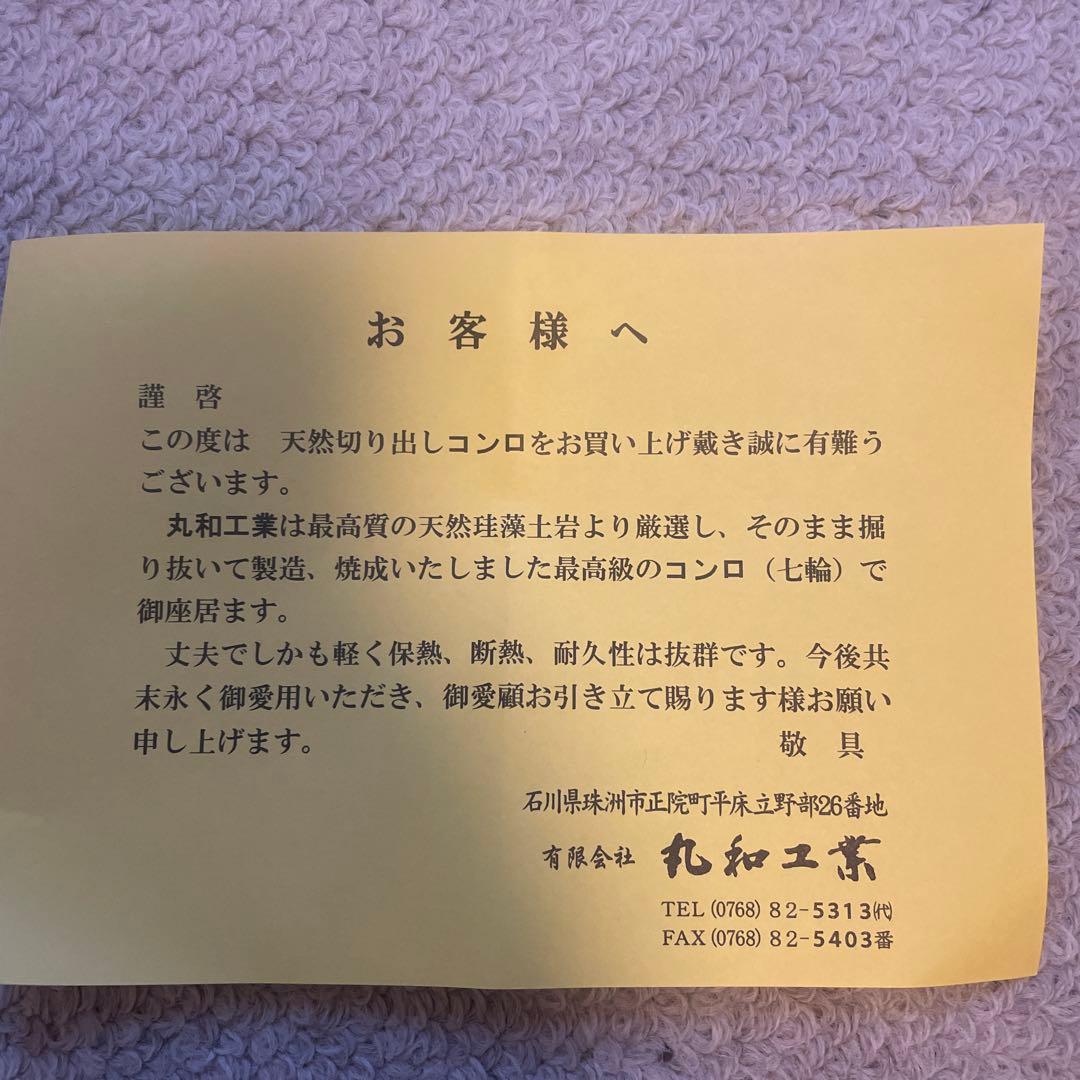 お客様へ
謹 啓
この度は 天然切り出しコンロをお買い上げ戴き誠に有難う
ございます。
丸和工業は最高質の天然珪藻土岩より厳選し、そのまま掘
り抜いて製造、焼成いたしました最高級のコンロ(七輪)で
御座居ます。
丈夫でしかも軽く保熱、断熱、耐久性は抜群です。今後共
末永く御愛用いただき、御愛顧お引き立て賜ります様お願い
申し上げます。 敬 具
石川県珠洲市正院町平床立野部26番地
有限会社 丸和工業
TEL(0768)82-5313㈹
FAX(0768)82-5403番